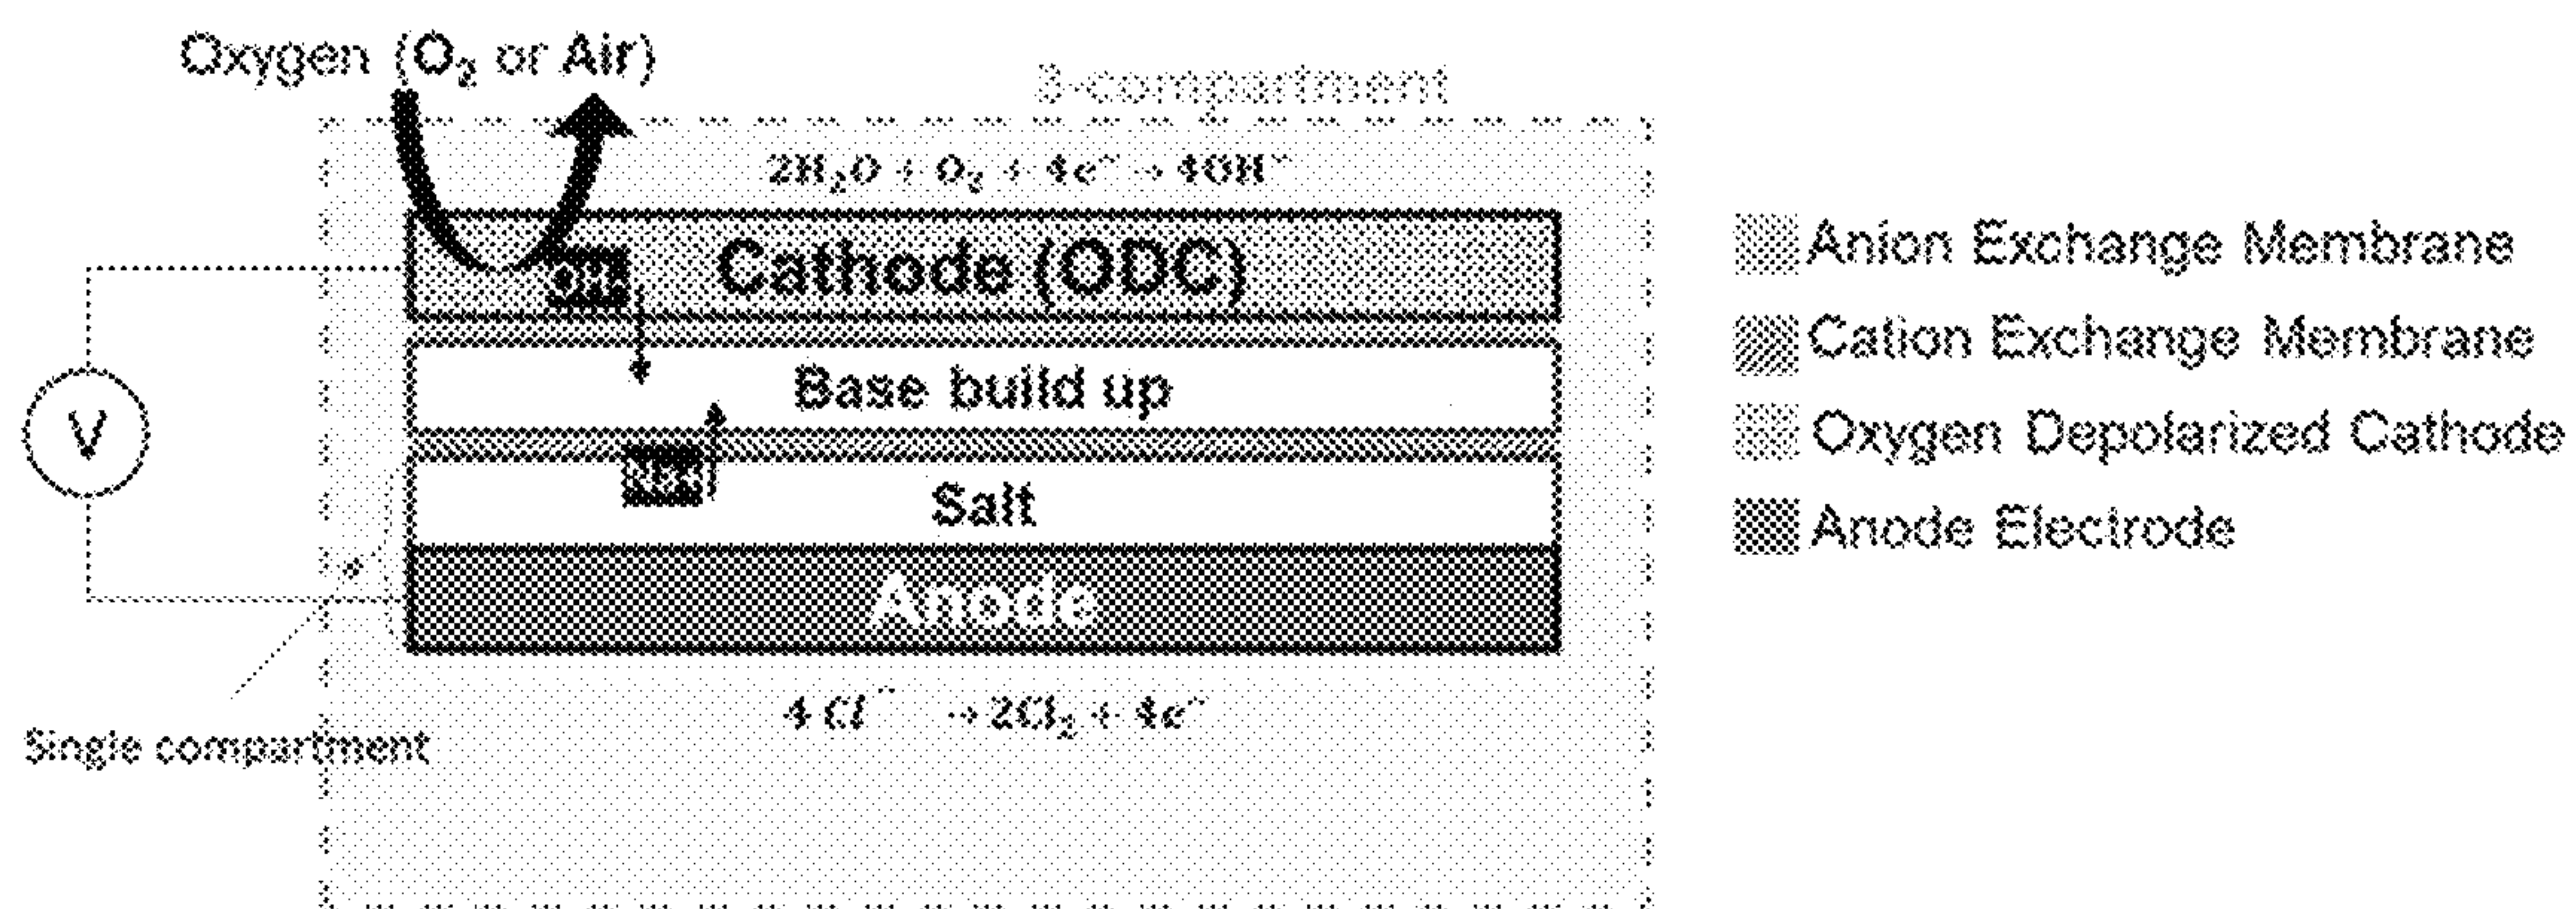 Oxygen (O₂ or Air)
3-compartment
2H₂O + O₂ + 4e⁻ → 4OH⁻
Cathode (ODC)
Base build up
Salt
Anode
4 Cl⁻ → 2Cl₂ + 4e⁻
V
Single compartment
Anion Exchange Membrane
Cation Exchange Membrane
Oxygen Depolarized Cathode
Anode Electrode